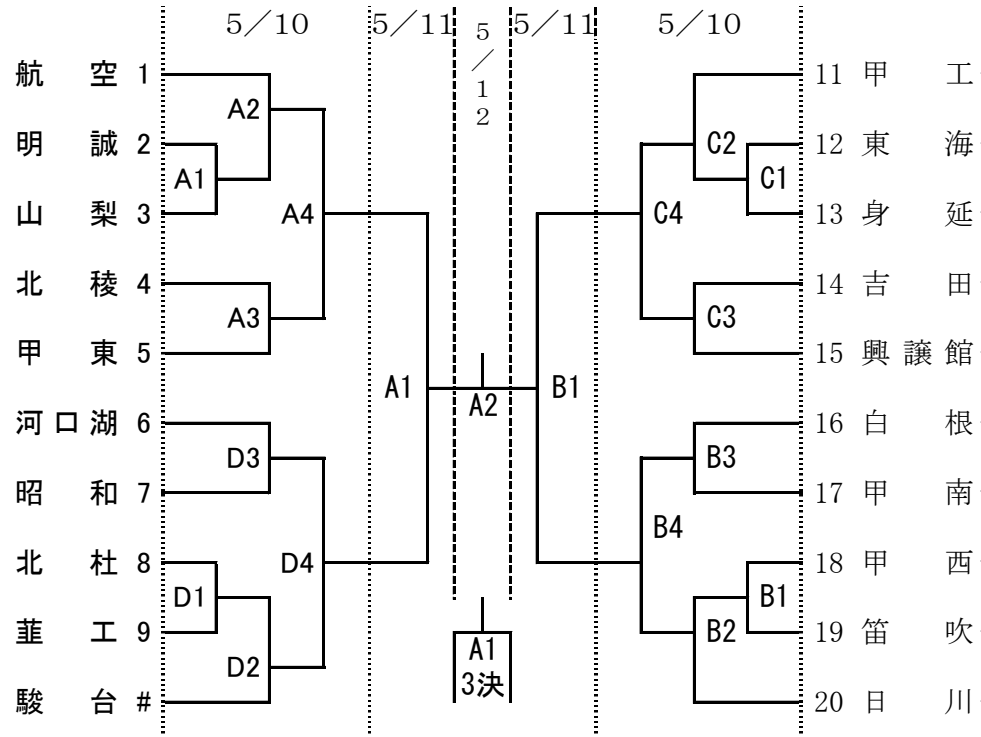 5/10 5/11 5/12 5/11 5/10
航空 1
11 甲工
A2
明誠 2
C2
12 東海
A1
C1
山梨 3
A4
C4
13 身延
北稜 4
14 吉田
A3
C3
甲東 5
15 興譲館
A1
A2
B1
河口湖 6
16 白根
D3
B3
昭和 7
17 甲南
B4
北杜 8
D4
18 甲西
D1
B1
韮工 9
B2
19 笛吹
A1
D2
3決
駿台 #
20 日川